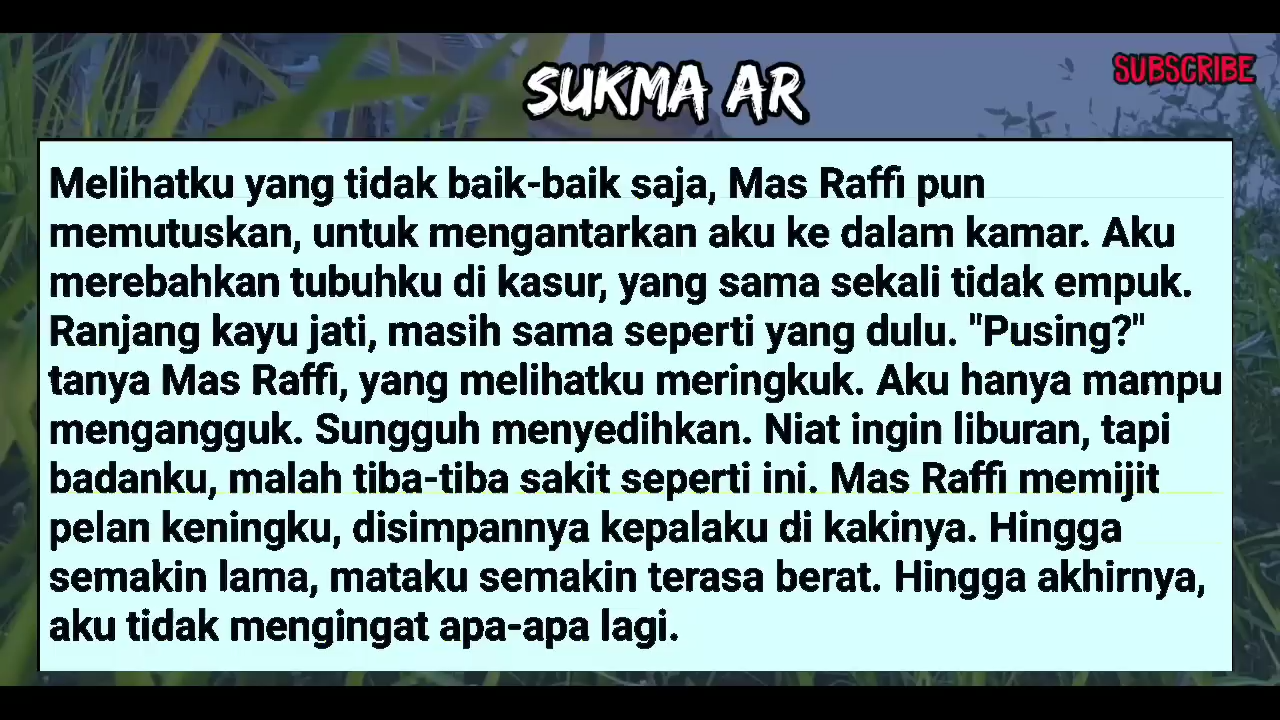 SUKMA AR
SUBSCRIBE
Melihatku yang tidak baik-baik saja, Mas Raffi pun
memutuskan, untuk mengantarkan aku ke dalam kamar. Aku
merebahkan tubuhku di kasur, yang sama sekali tidak empuk.
Ranjang kayu jati, masih sama seperti yang dulu. "Pusing?"
tanya Mas Raffi, yang melihatku meringkuk. Aku hanya mampu
mengangguk. Sungguh menyedihkan. Niat ingin liburan, tapi
badanku, malah tiba-tiba sakit seperti ini. Mas Raffi memijit
pelan keningku, disimpannya kepalaku di kakinya. Hingga
semakin lama, mataku semakin terasa berat. Hingga akhirnya,
aku tidak mengingat apa-apa lagi.